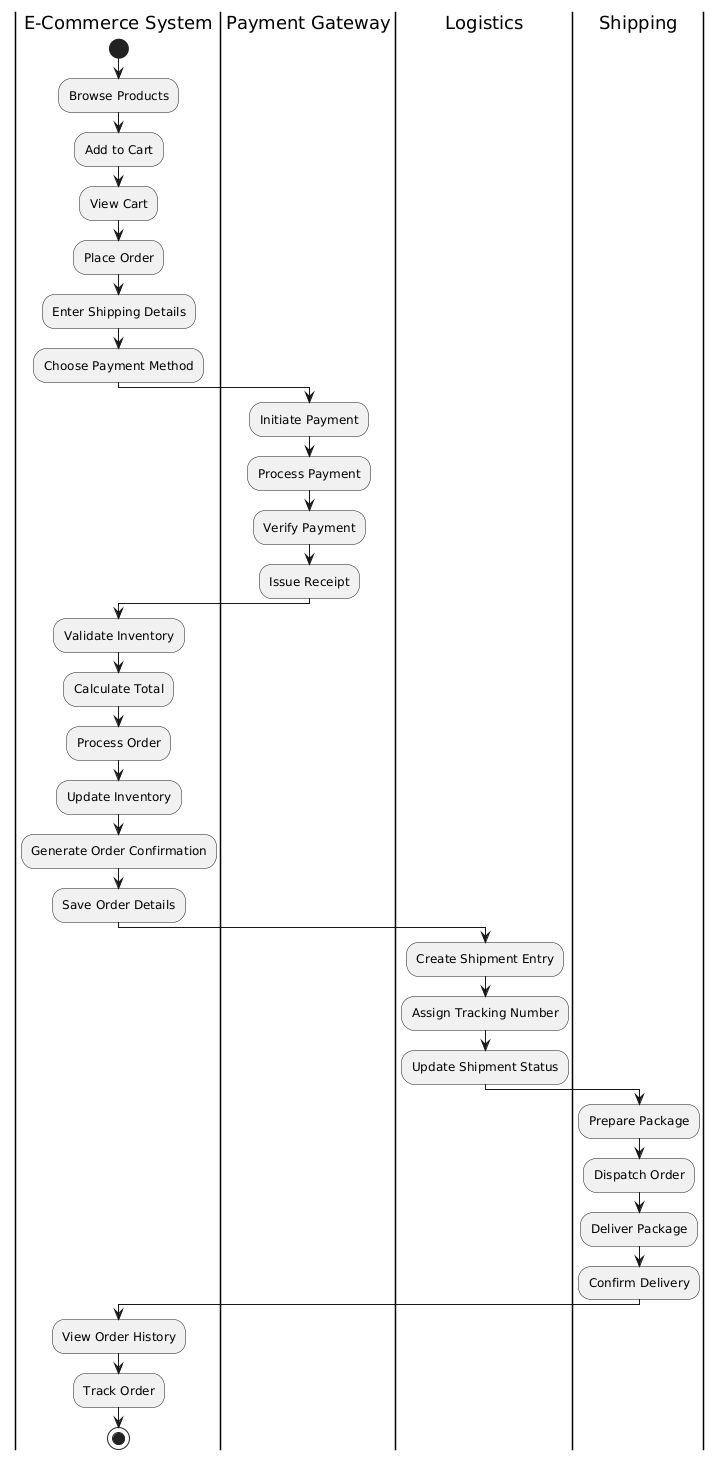 E-Commerce System
Payment Gateway
Logistics
Shipping
Browse Products
Add to Cart
View Cart
Place Order
Enter Shipping Details
Choose Payment Method
Initiate Payment
Process Payment
Verify Payment
Issue Receipt
Validate Inventory
Calculate Total
Process Order
Update Inventory
Generate Order Confirmation
Save Order Details
Create Shipment Entry
Assign Tracking Number
Update Shipment Status
Prepare Package
Dispatch Order
Deliver Package
Confirm Delivery
View Order History
Track Order